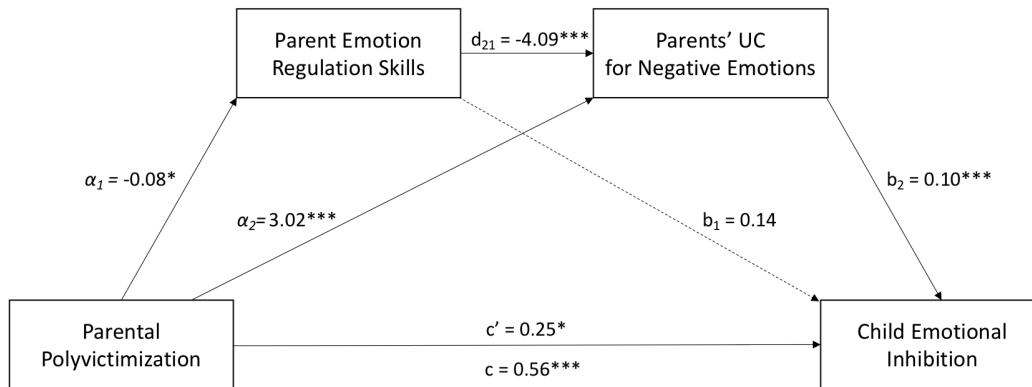 Parent Emotion
Regulation Skills
d21 = -4.09***
Parents’ UC
for Negative Emotions
α1 = -0.08*
α2= 3.02***
b1 = 0.14
b2 = 0.10***
Parental
Polyvictimization
c’ = 0.25*
c = 0.56***
Child Emotional
Inhibition